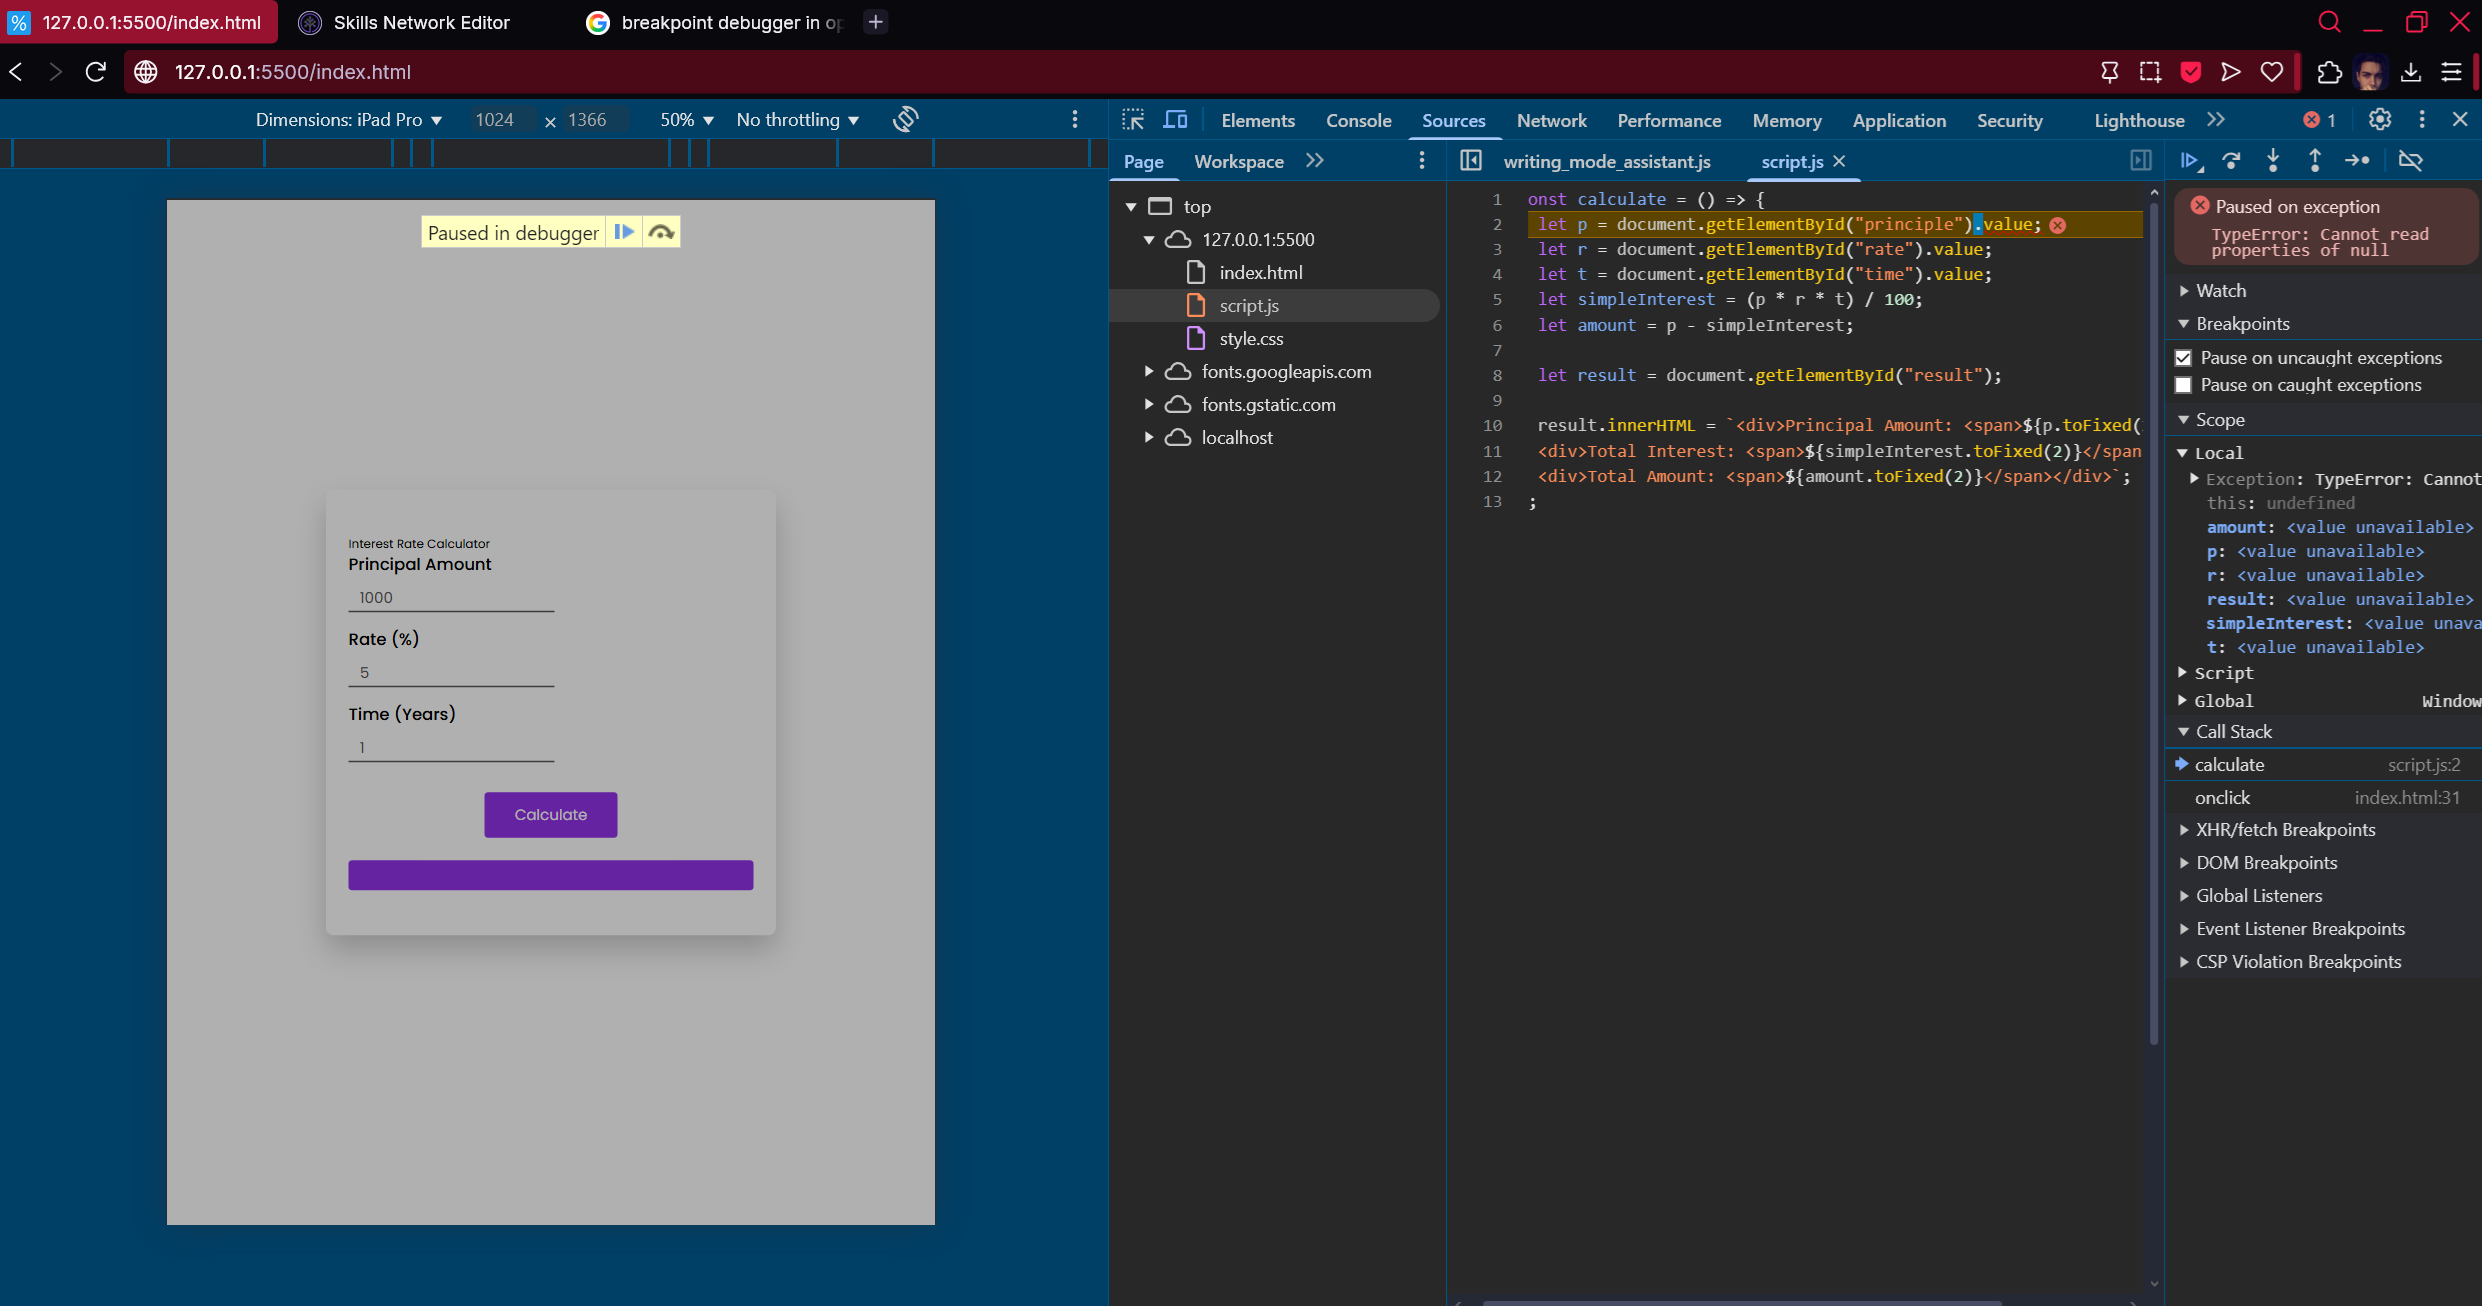 127.0.0.1:5500/index.html
Skills Network Editor
breakpoint debugger in op
127.0.0.1:5500/index.html
Dimensions: iPad Pro
1024 × 1366
50%
No throttling
Elements
Console
Sources
Network
Performance
Memory
Application
Security
Lighthouse
1
Page
Workspace
top
127.0.0.1:5500
index.html
script.js
style.css
fonts.googleapis.com
fonts.gstatic.com
localhost
writing_mode_assistant.js
script.js
1 onst calculate = () => {
2 let p = document.getElementById("principle").value;
3 let r = document.getElementById("rate").value;
4 let t = document.getElementById("time").value;
5 let simpleInterest = (p * r * t) / 100;
6 let amount = p - simpleInterest;
7
8 let result = document.getElementById("result");
9
10 result.innerHTML = `<div>Principal Amount: <span>${p.toFixed(
11 <div>Total Interest: <span>${simpleInterest.toFixed(2)}</span
12 <div>Total Amount: <span>${amount.toFixed(2)}</span></div>`;
13 ;
Paused on exception
TypeError: Cannot read
properties of null
Watch
Breakpoints
Pause on uncaught exceptions
Pause on caught exceptions
Scope
Local
Exception: TypeError: Cannot
this: undefined
amount: <value unavailable>
p: <value unavailable>
r: <value unavailable>
result: <value unavailable>
simpleInterest: <value unava
t: <value unavailable>
Script
Global Window
Call Stack
calculate script.js:2
onclick index.html:31
XHR/fetch Breakpoints
DOM Breakpoints
Global Listeners
Event Listener Breakpoints
CSP Violation Breakpoints
Paused in debugger
Interest Rate Calculator
Principal Amount
1000
Rate (%)
5
Time (Years)
1
Calculate